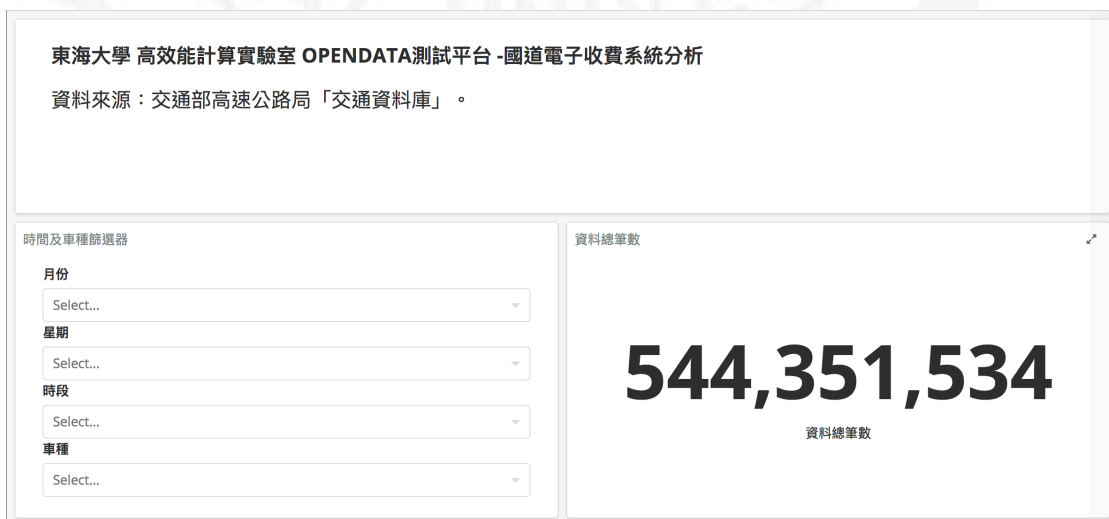 東海大學 高效能計算實驗室 OPENDATA測試平台 -國道電子收費系統分析
資料來源：交通部高速公路局「交通資料庫」。
時間及車種篩選器
月份
Select...
星期
Select...
時段
Select...
車種
Select...
資料總筆數
544,351,534
資料總筆數